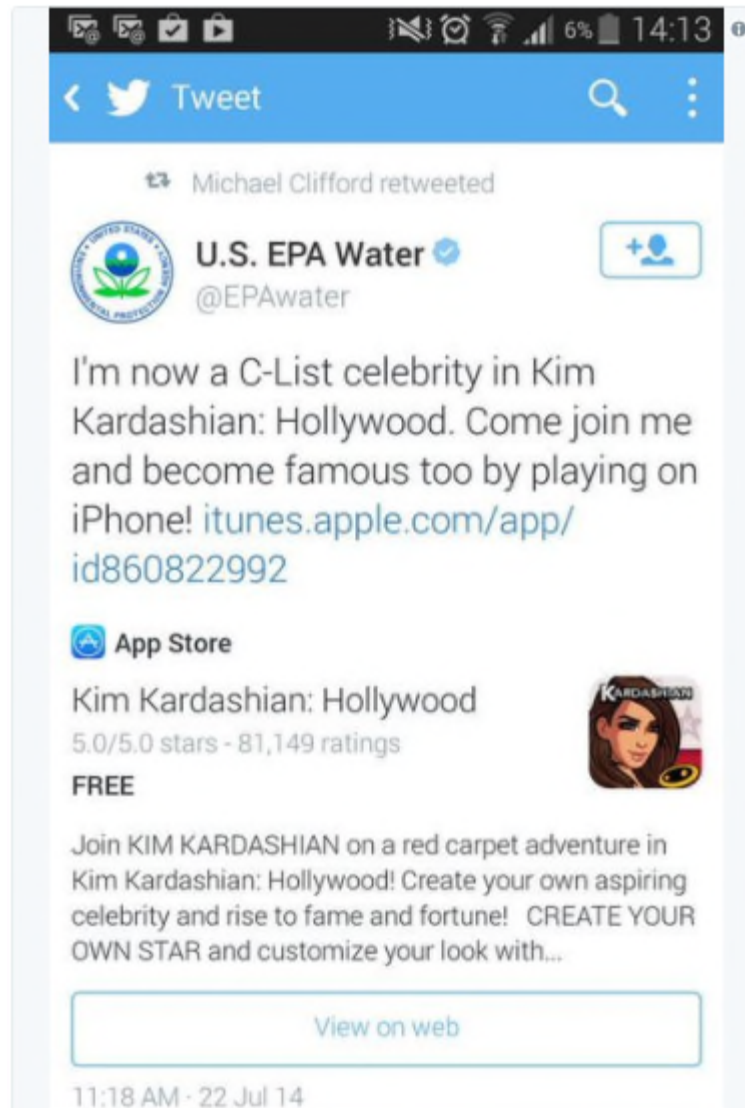 6% 14:13
Tweet
Michael Clifford retweeted
U.S. EPA Water
@EPAwater
I'm now a C-List celebrity in Kim
Kardashian: Hollywood. Come join me
and become famous too by playing on
iPhone! itunes.apple.com/app/
id860822992
App Store
Kim Kardashian: Hollywood
5.0/5.0 stars - 81,149 ratings
KARDASHIAN
FREE
Join KIM KARDASHIAN on a red carpet adventure in
Kim Kardashian: Hollywood! Create your own aspiring
celebrity and rise to fame and fortune! CREATE YOUR
OWN STAR and customize your look with...
View on web
11:18 AM · 22 Jul 14